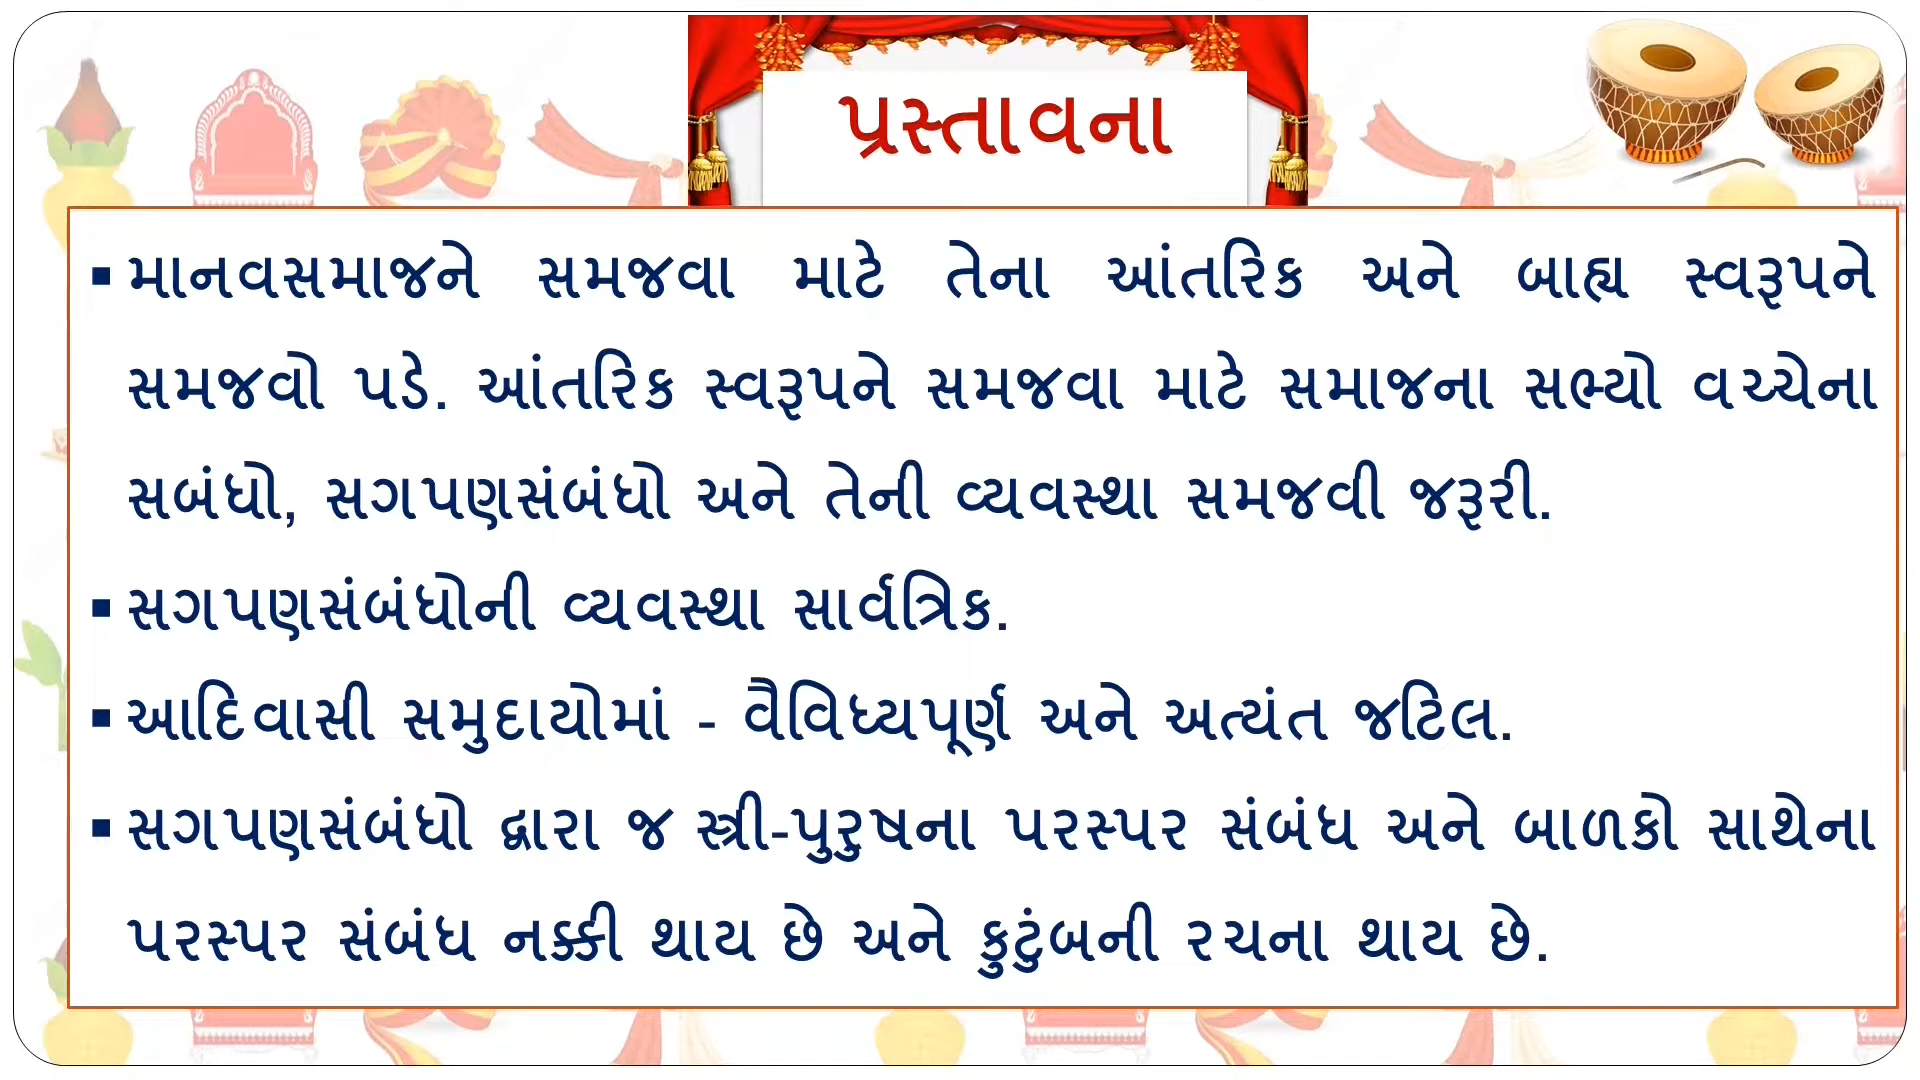 પ્રસ્તાવના
▪ માનવસમાજને સમજવા માટે તેના આંતરિક અને બાહ્ય સ્વરૂપને
સમજવો પડે. આંતરિક સ્વરૂપને સમજવા માટે સમાજના સભ્યો વચ્ચેના
સબંધો, સગપણસંબંધો અને તેની વ્યવસ્થા સમજવી જરૂરી.
▪ સગપણસંબંધોની વ્યવસ્થા સાર્વત્રિક.
▪ આદિવાસી સમુદાયોમાં - વૈવિધ્યપૂર્ણ અને અત્યંત જટિલ.
▪ સગપણસંબંધો દ્વારા જ સ્ત્રી-પુરુષના પરસ્પર સંબંધ અને બાળકો સાથેના
પરસ્પર સંબંધ નક્કી થાય છે અને કુટુંબની રચના થાય છે.